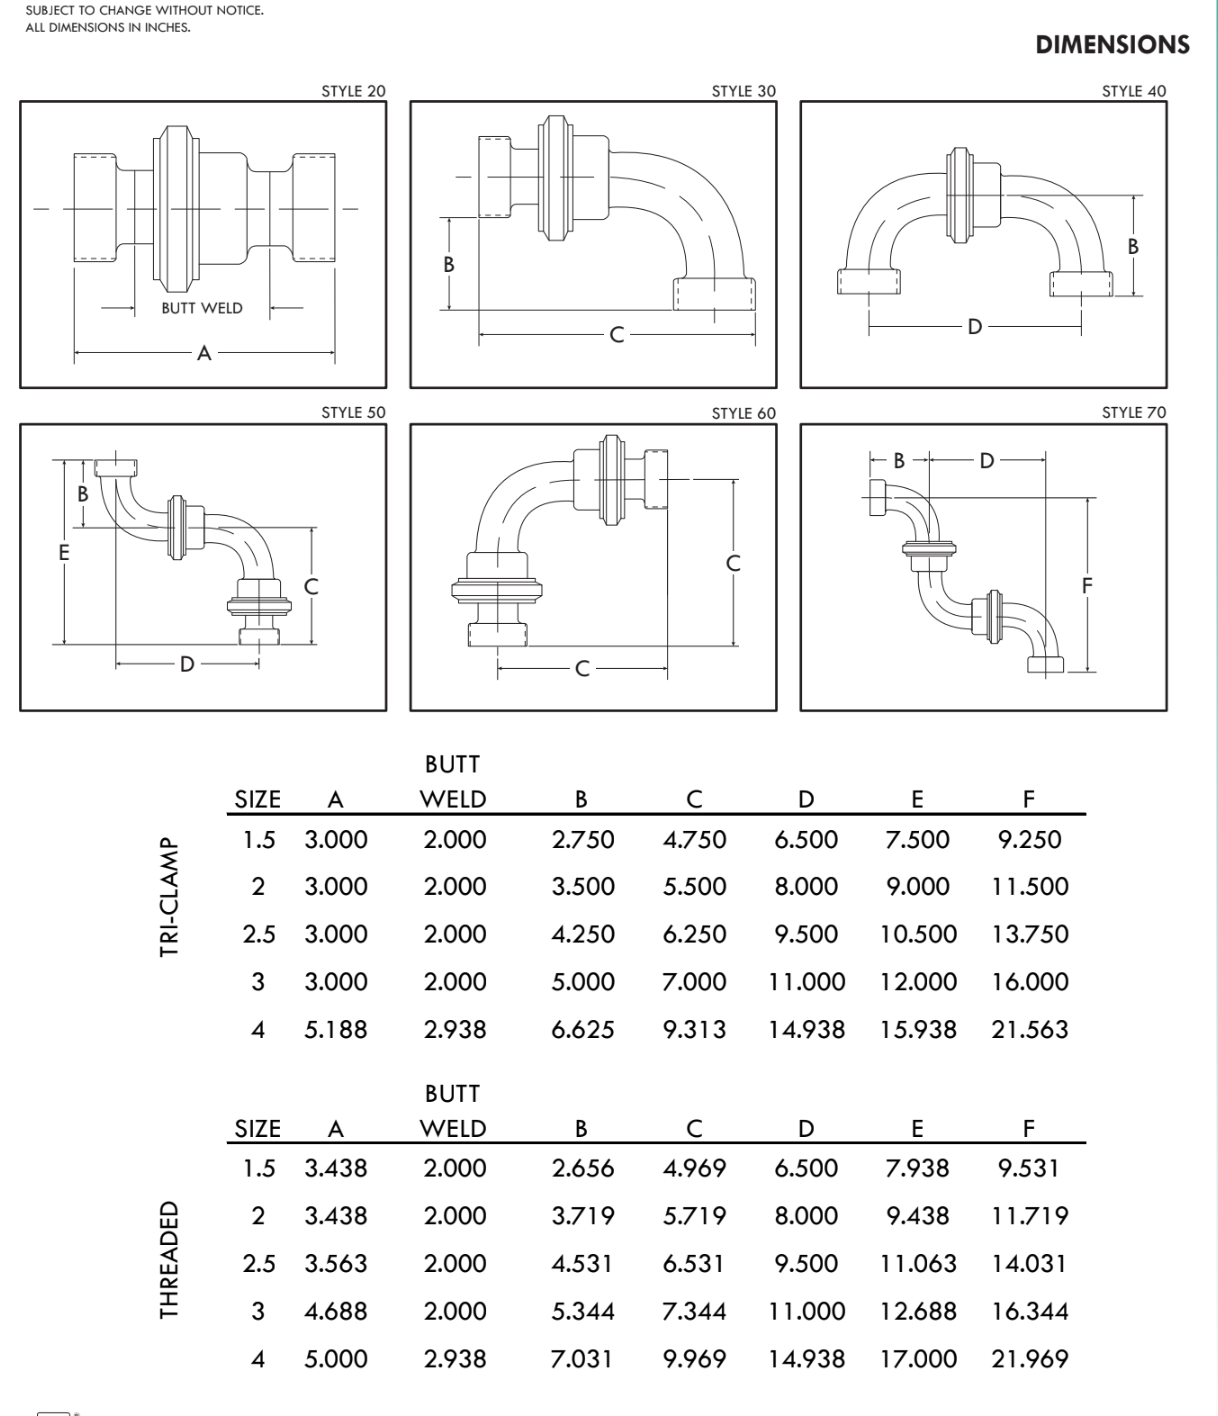 SUBJECT TO CHANGE WITHOUT NOTICE.
ALL DIMENSIONS IN INCHES.
DIMENSIONS
STYLE 20
BUTT WELD
A
STYLE 30
B
C
STYLE 40
B
D
STYLE 50
B
E
C
D
STYLE 60
C
C
STYLE 70
B D
F
TRI-CLAMP
BUTT
SIZE A WELD B C D E F
1.5 3.000 2.000 2.750 4.750 6.500 7.500 9.250
2 3.000 2.000 3.500 5.500 8.000 9.000 11.500
2.5 3.000 2.000 4.250 6.250 9.500 10.500 13.750
3 3.000 2.000 5.000 7.000 11.000 12.000 16.000
4 5.188 2.938 6.625 9.313 14.938 15.938 21.563
THREADED
BUTT
SIZE A WELD B C D E F
1.5 3.438 2.000 2.656 4.969 6.500 7.938 9.531
2 3.438 2.000 3.719 5.719 8.000 9.438 11.719
2.5 3.563 2.000 4.531 6.531 9.500 11.063 14.031
3 4.688 2.000 5.344 7.344 11.000 12.688 16.344
4 5.000 2.938 7.031 9.969 14.938 17.000 21.969